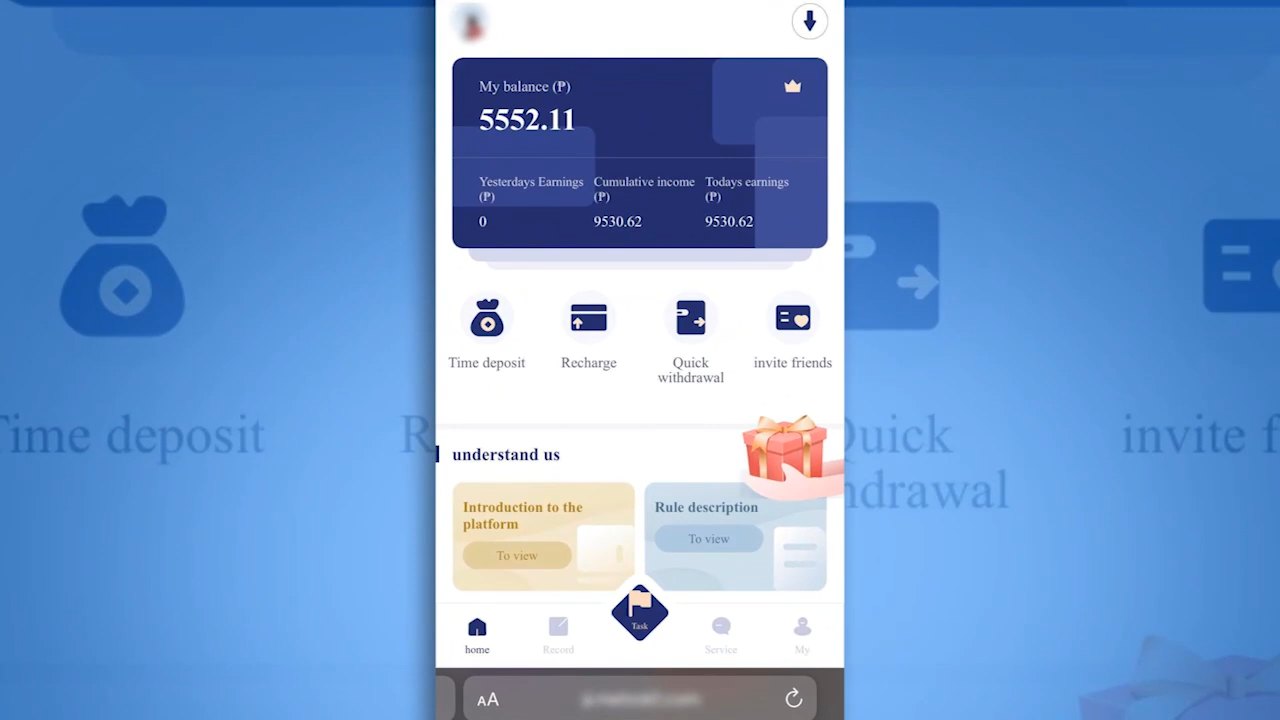 My balance (₱)
5552.11
Yesterdays Earnings Cumulative income Todays earnings
(₱) (₱) (₱)
0 9530.62 9530.62
Time deposit Recharge Quick withdrawal invite friends
understand us
Introduction to the
platform
To view
Rule description
To view
Task
home Record Service My
AA
Time deposit
R
Quick
hdrawal
invite f